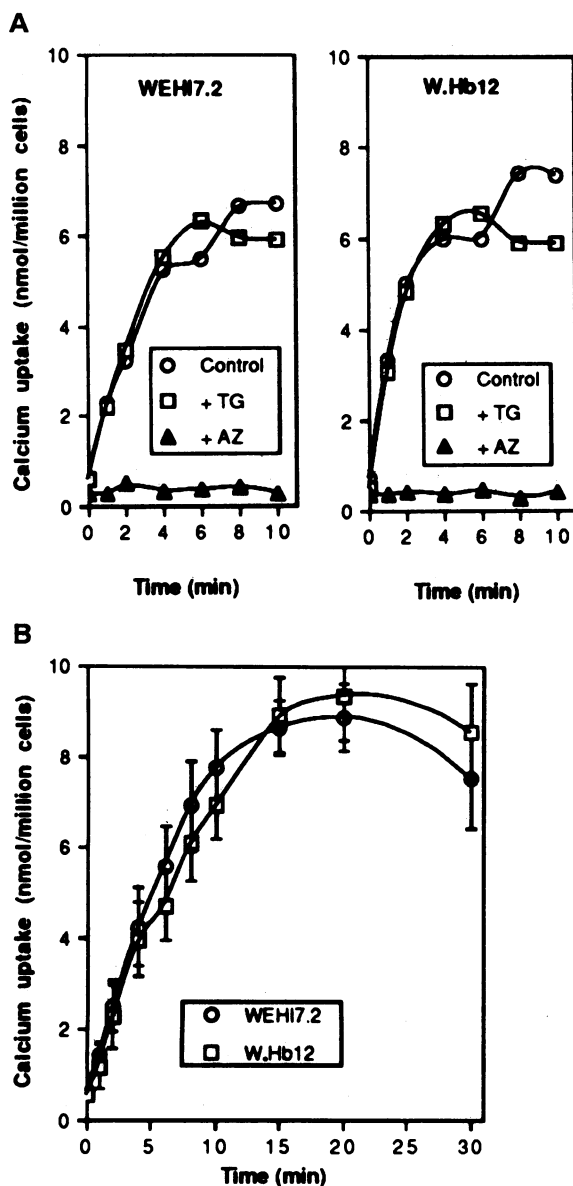 A
WEHI7.2
W.Hb12
Calcium uptake (nmol/million cells)
10
8
6
4
2
0
Control
+ TG
+ AZ
0 2 4 6 8 10
Time (min)
10
8
6
4
2
0
Control
+ TG
+ AZ
0 2 4 6 8 10
Time (min)
B
Calcium uptake (nmol/million cells)
10
8
6
4
2
0
WEHI7.2
W.Hb12
0 5 10 15 20 25 30
Time (min)